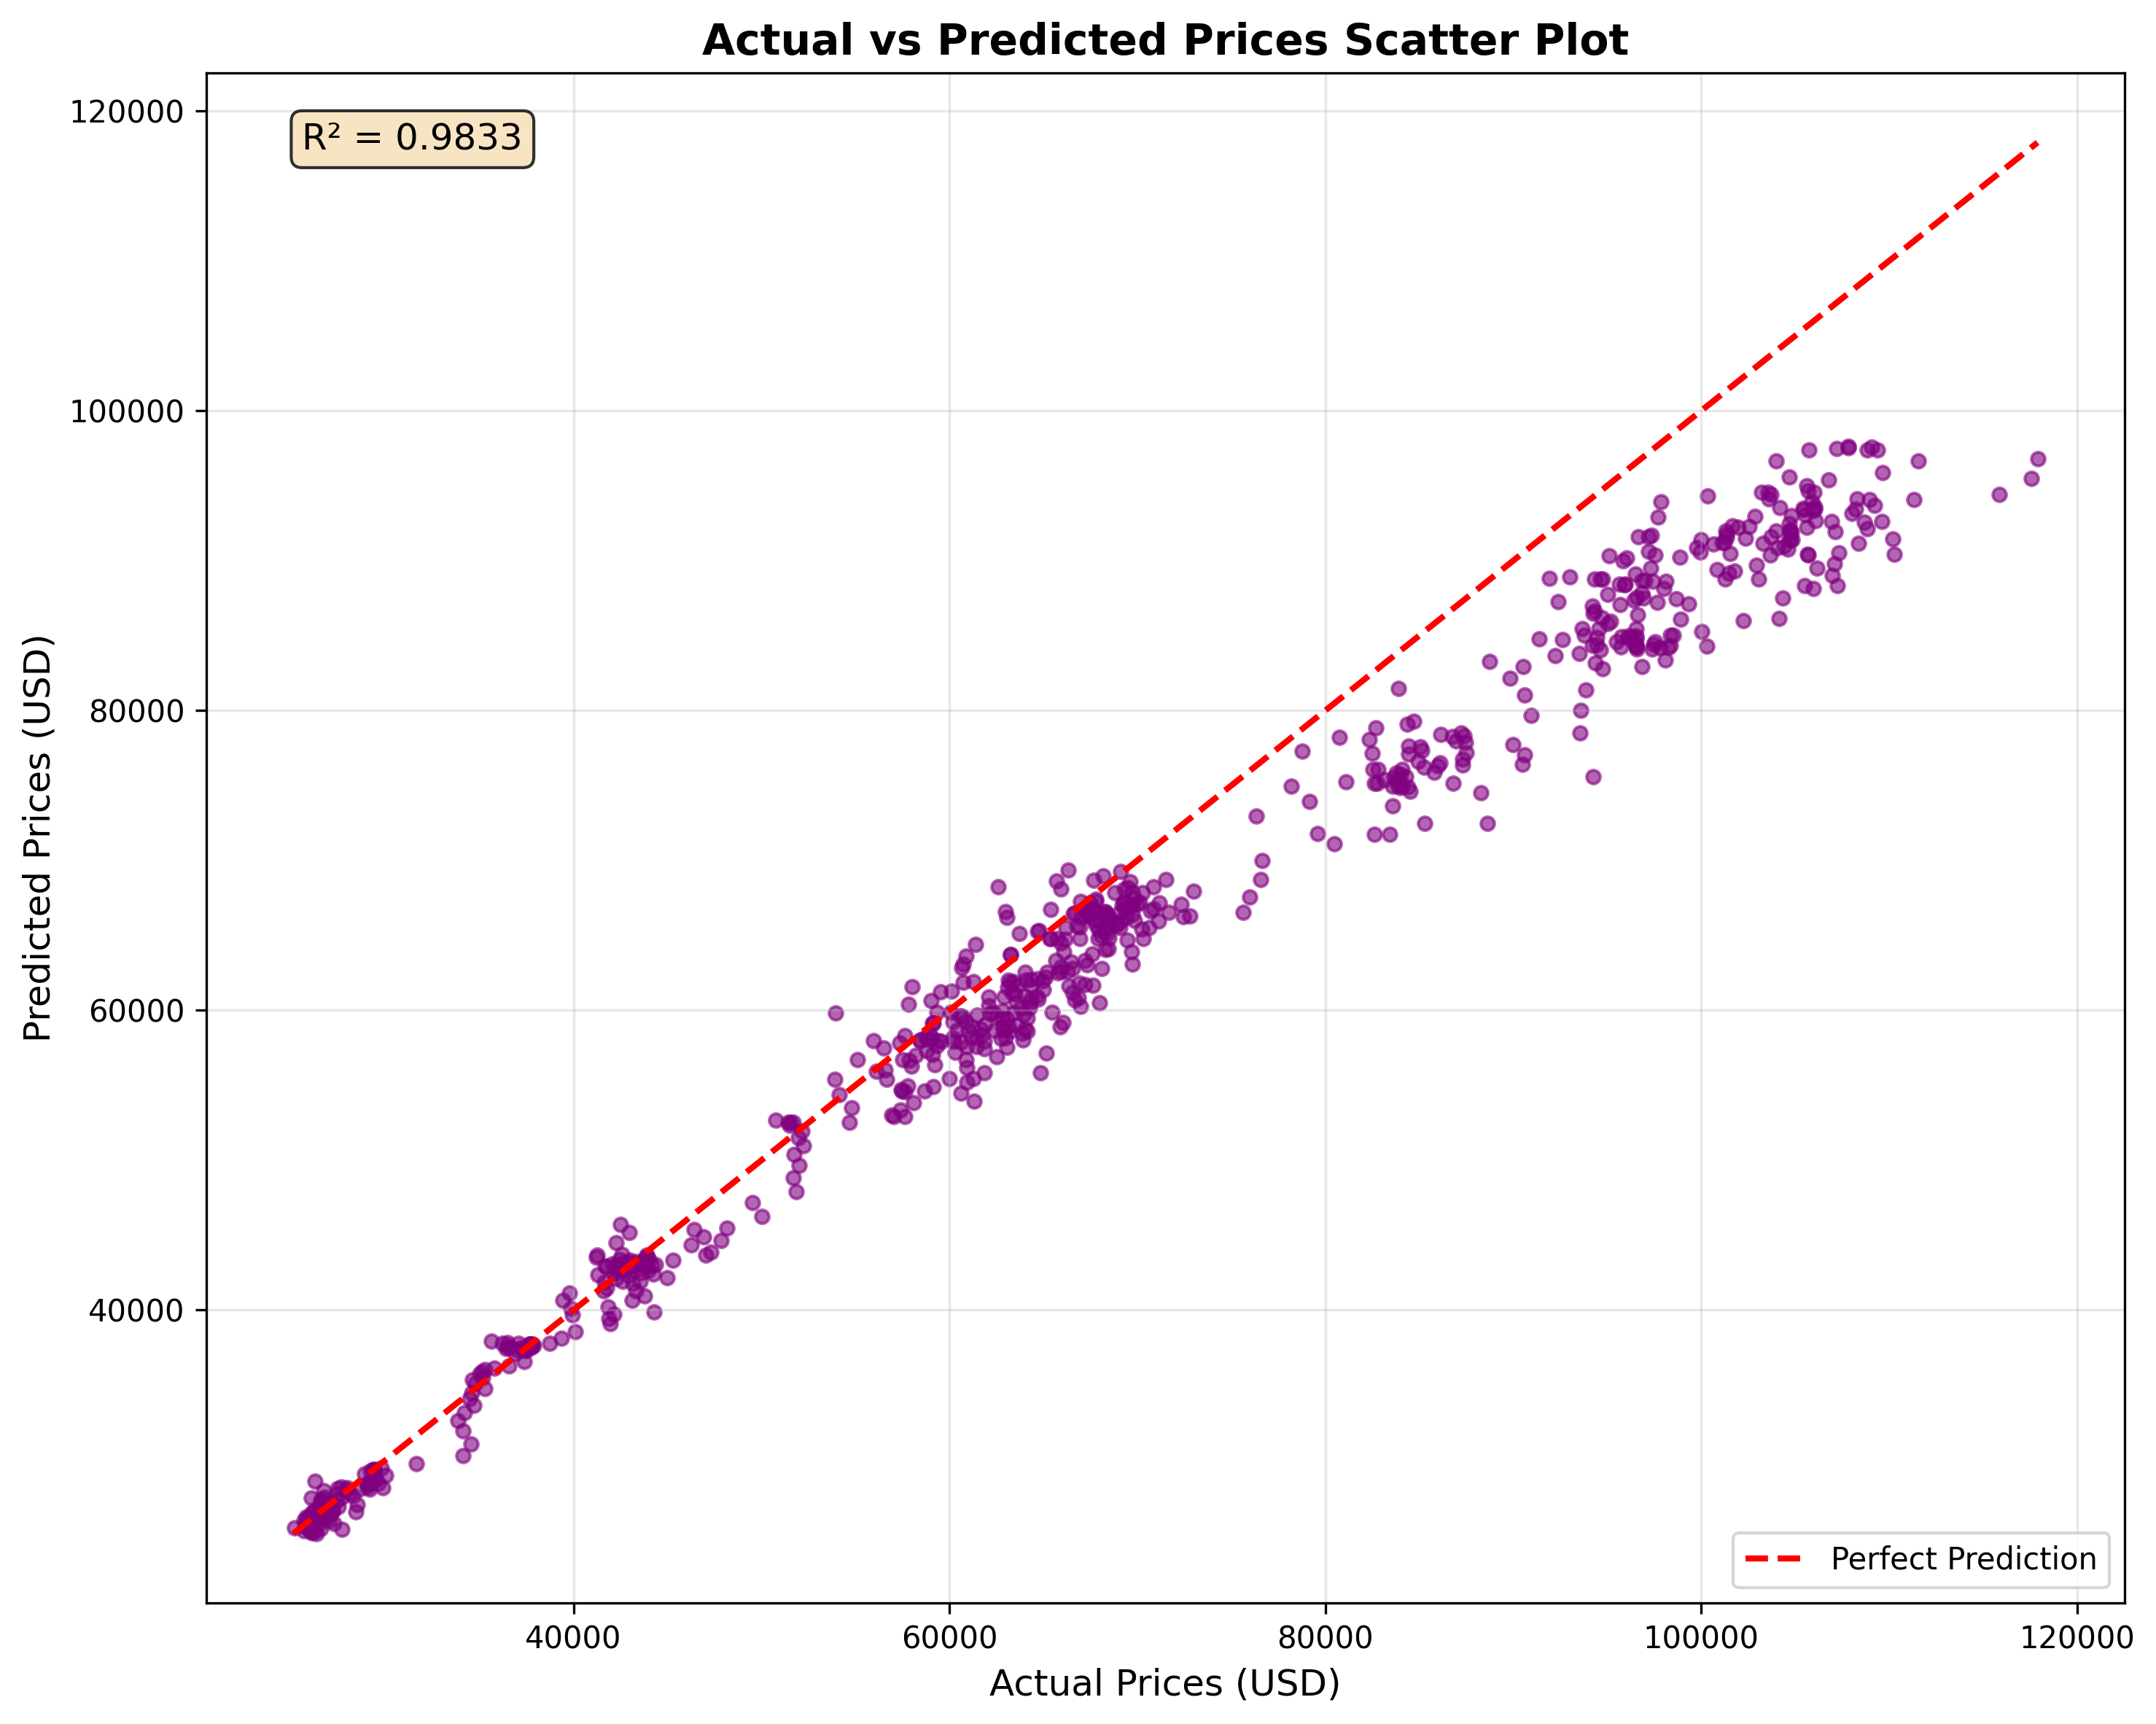 Actual vs Predicted Prices Scatter Plot
R² = 0.9833
120000
100000
80000
60000
40000
Predicted Prices (USD)
Perfect Prediction
40000 60000 80000 100000 120000
Actual Prices (USD)